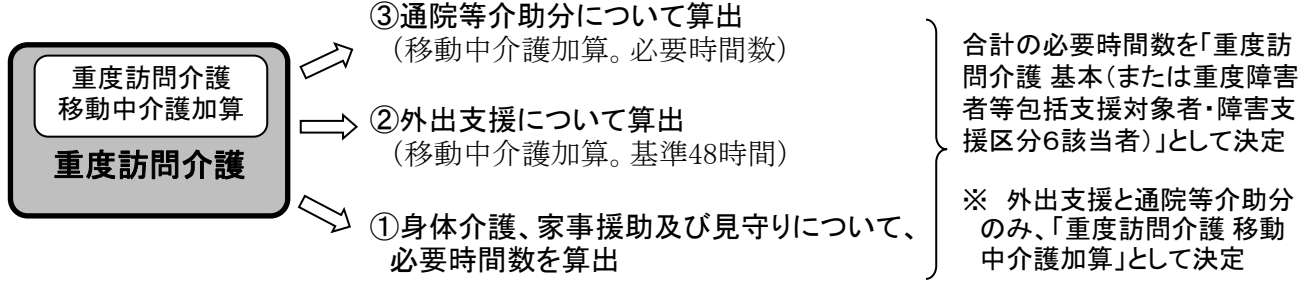 重度訪問介護
移動中介護加算
重度訪問介護
③通院等介助分について算出
（移動中介護加算。必要時間数）
②外出支援について算出
（移動中介護加算。基準48時間）
①身体介護、家事援助及び見守りについて、
必要時間数を算出
合計の必要時間数を「重度訪
問介護 基本（または重度障害
者等包括支援対象者・障害支
援区分６該当者）」として決定
※　外出支援と通院等介助分
のみ、「重度訪問介護 移動
中介護加算」として決定